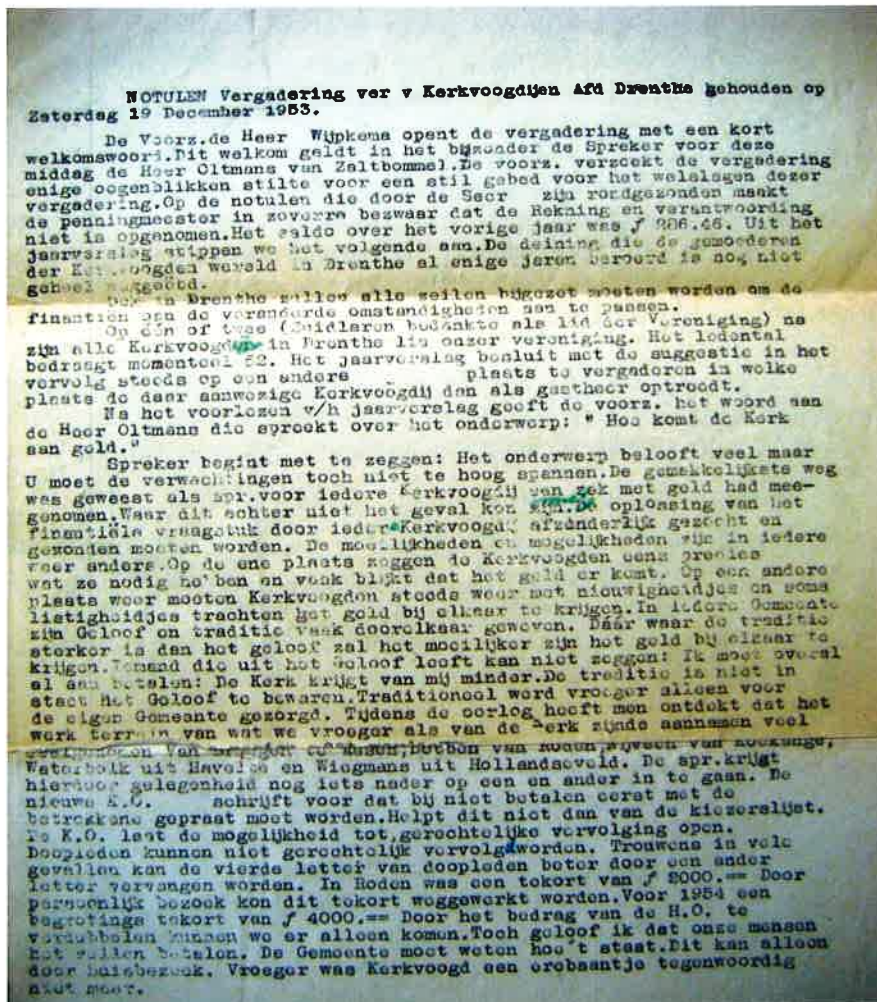 NOTULEN Vergadering ver v Kerkvoogdijen Afd Drenthe gehouden op
Zaterdag 19 December 1953.
De Voorz.de Heer Wijpkema opent de vergadering met een kort
welkomswoord.Dit welkom geldt in het bijzonder de Spreker voor deze
middag de Heer Oltmans van Zaltbommel.De voorz. verzoekt de vergadering
enige oogenblikken stilte voor een stil gebed voor het welslagen dezer
vergadering.Op de notulen die door de Secr zijn rondgezonden maakt
de penningmeester in zoverre bezwaar dat de Rekning en verantwoording
niet is opgenomen.Het saldo over het vorige jaar was ƒ 286.46. Uit het
jaarverslag stippen we het volgende aan.De deining die de gemoederen
der Kerkvoogden wereld in Drenthe al enige jaren beroerd is nog niet
geheel
in Drenthe zullen alle zeilen bijgezet moeten worden om de
finantien aan de veranderde omstandigheden aan te passen.
Op één of twee (Zuidlaren bedankte als lid der Vereniging) na
zijn alle Kerkvoogden in Drenthe lid onzer vereniging. Het ledental
bedraagt momenteel 52. Het jaarverslag besluit met de suggestie in het
vervolg steeds op een andere plaats te vergaderen in welke
plaats de daar aanwezige Kerkvoogdij dan als gastheer optreedt.
Na het voorlezen v/h jaarverslag geeft de voorz. het woord aan
de Heer Oltmans die spreekt over het onderwerp: " Hoe komt de Kerk
aan geld."
Spreker begint met te zeggen: Het onderwerp belooft veel maar
U moet de verwachtingen toch niet te hoog spannen.De gemakkelijkste weg
was geweest als spr.voor iedere Kerkvoogdij een zak met geld had mee-
genomen.Waar dit echter niet het geval kon zijn.De oplossing van het
finantiële vraagstuk door ieder Kerkvoogdij afzonderlijk gezocht en
gevonden moeten worden. De moeilijkheden en mogelijkheden zijn in iedere
weer anders.Op de ene plaats zeggen de Kerkvoogden eens precies
wat ze nodig hebben en vaak blijkt dat het geld er komt. Op een andere
plaats weer moeten Kerkvoogden steeds weer met nieuwigheidjes en soms
listigheidjes trachten het geld bij elkaar te krijgen.In iedere Gemeente
zijn Geloof en traditie vaak doorelkaar geweven. Dáár waar de traditie
sterker is dan het geloof zal het moeilijker zijn het geld bij elkaar te
krijgen.Iemand die uit het Geloof leeft kan niet zeggen: Ik moet overal
al aan betalen: De Kerk krijgt van mij minder.De traditie is niet in
staat Het Geloof te bewaren.Traditioneel werd vroeger alleen voor
de eigen Gemeente gezorgd. Tijdens de oorlog heeft men ontdekt dat het
werk terrein van wat we vroeger als van de Kerk zijnde aannamen veel
van Roden, van
Waterbolk uit Havelte en Wiegmans uit Hollandseveld. De spr.krijgt
hierdoor gelegenheid nog iets nader op een en ander in te gaan. De
nieuwe K.O. schrijft voor dat bij niet betalen eerst met de
betrokkene gepraat moet worden.Helpt dit niet dan van de kiezerslijst.
De K.O. laat de mogelijkheid tot gerechtelijke vervolging open.
Doopleden kunnen niet gerechtelijk vervolgd worden. Trouwens in vele
gevallen kan de vierde letter van doopleden beter door een ander
letter vervangen worden. In Roden was een tekort van ƒ 2000.== Door
persoonlijk bezoek kon dit tekort weggewerkt worden.Voor 1954 een
begrotings tekort van ƒ 4000.== Door het bedrag van de H.O. te
verdubbelen kunnen we er alleen komen.Toch geloof ik dat onze mensen
het zullen betalen. De Gemeente moet weten hoe't staat.Dit kan alleen
door huisbezoek. Vroeger was Kerkvoogd een erebaantje tegenwoordig
niet meer.